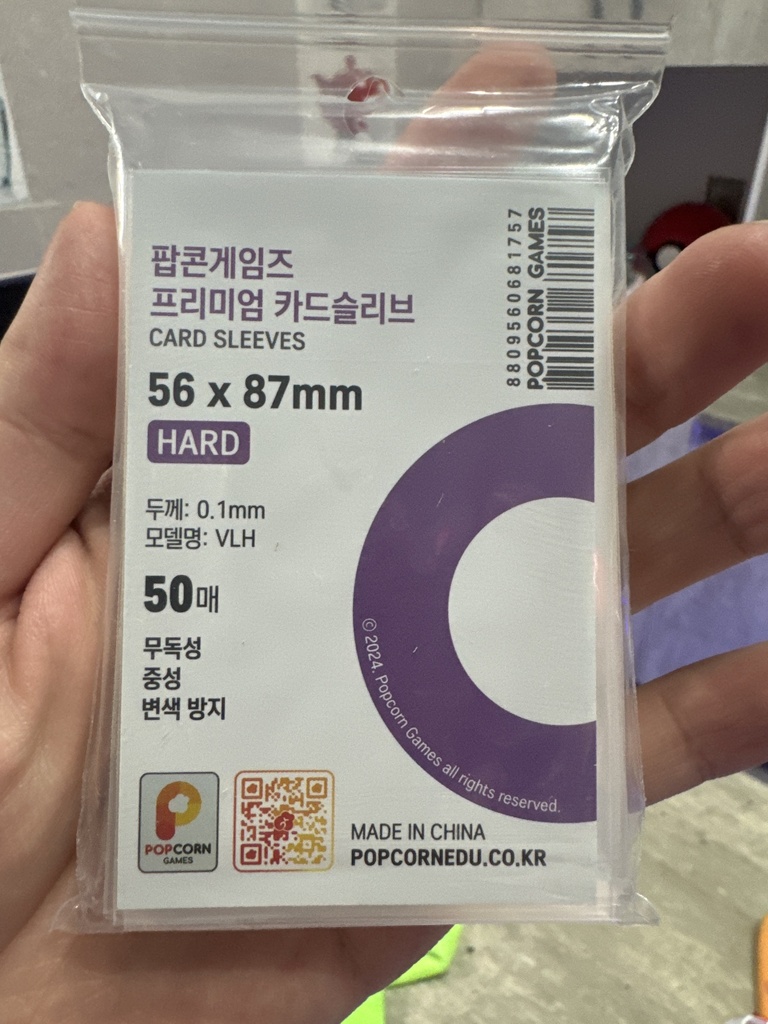 팝콘게임즈
프리미엄 카드슬리브
CARD SLEEVES
56 x 87mm
HARD
두께: 0.1mm
모델명: VLH
50매
무독성
중성
변색 방지
8809560681757
POPCORN GAMES
© 2024. Popcorn Games all rights reserved.
POPCORN
GAMES
MADE IN CHINA
POPCORNEDU.CO.KR